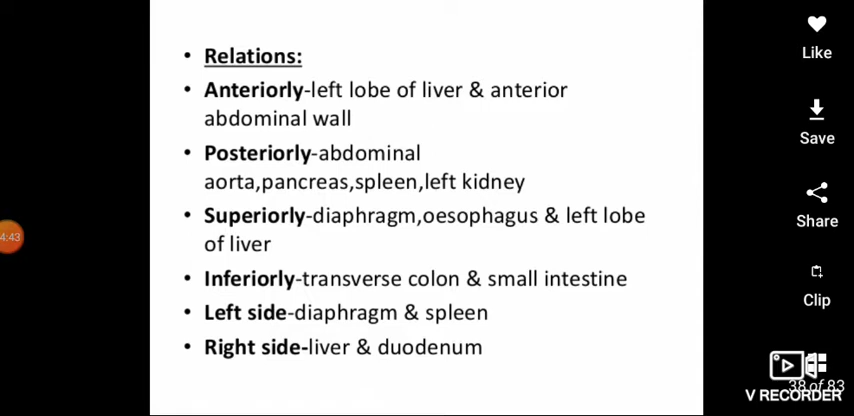 • Relations:
• Anteriorly-left lobe of liver & anterior
abdominal wall
• Posteriorly-abdominal
aorta,pancreas,spleen,left kidney
• Superiorly-diaphragm,oesophagus & left lobe
of liver
• Inferiorly-transverse colon & small intestine
• Left side-diaphragm & spleen
• Right side-liver & duodenum
4:43
Like
Save
Share
Clip
38 of 83
V RECORDER